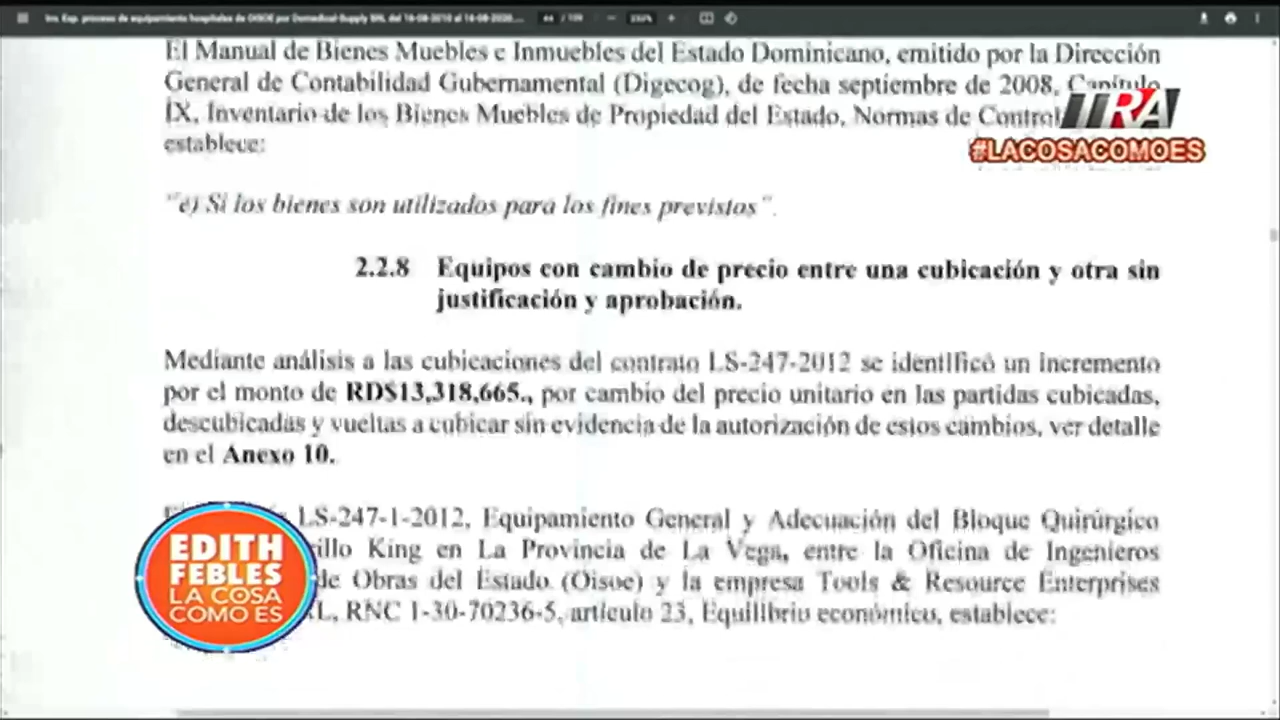 44 / 109
El Manual de Bienes Muebles e Inmuebles del Estado Dominicano, emitido por la Dirección
General de Contabilidad Gubernamental (Digecog), de fecha septiembre de 2008, Capítulo
IX, Inventario de los Bienes Muebles de Propiedad del Estado, Normas de Control
TRA
establece:
#LACOSACOMOES
"e) Si los bienes son utilizados para los fines previstos".
2.2.8 Equipos con cambio de precio entre una cubicación y otra sin
justificación y aprobación.
Mediante análisis a las cubicaciones del contrato LS-247-2012 se identificó un incremento
por el monto de RD$13,318,665., por cambio del precio unitario en las partidas cubicadas,
descubicadas y vueltas a cubicar sin evidencia de la autorización de estos cambios, ver detalle
en el Anexo 10.
LS-247-1-2012, Equipamiento General y Adecuación del Bloque Quirúrgico
illo King en La Provincia de La Vega, entre la Oficina de Ingenieros
de Obras del Estado (Oisoe) y la empresa Tools & Resource Enterprises
L, RNC 1-30-70236-5, artículo 23, Equilibrio económico, establece:
EDITH
FEBLES
LA COSA
COMO ES